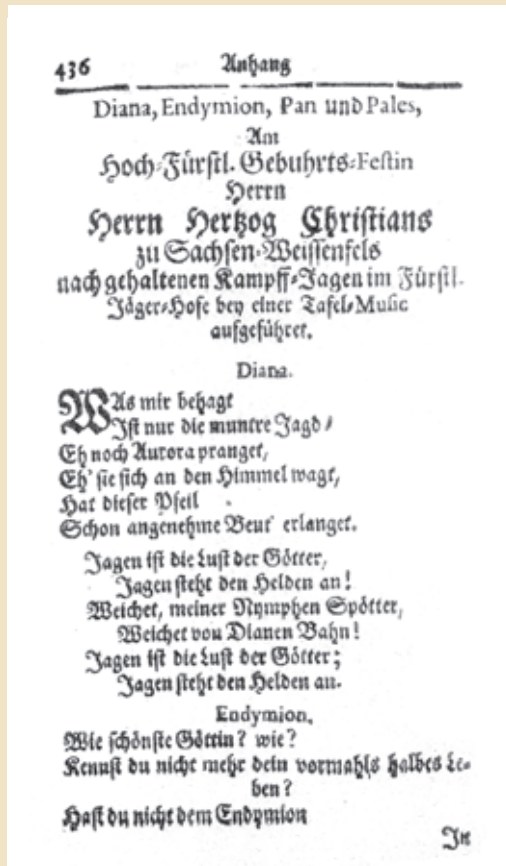 436 Anhang
Diana, Endymion, Pan und Pales,
Am
Hoch-Fürstl. Gebuhrts-Festin
Herrn
Herrn Hertzog Christians
zu Sachsen-Weissenfels
nach gehaltenen Kampff-Jagen im Fürstl.
Jäger-Hofe bey einer Tafel-Music
aufgeführet.
Diana.
WAs mir behagt
Ist nur die muntre Jagd /
Eh noch Aurora pranget,
Eh' sie sich an den Himmel wagt,
Hat dieser Pfeil
Schon angenehme Beut' erlanget.
Jagen ist die Lust der Götter,
Jagen steht den Helden an!
Weichet, meiner Nymphen Spötter,
Weichet von Dianen Bahn!
Jagen ist die Lust der Götter;
Jagen steht den Helden an.
Endymion.
Wie schönste Göttin? wie?
Kennst du nicht mehr dein vormahls halbes Le-
ben?
Hast du nicht dem Endymion
In